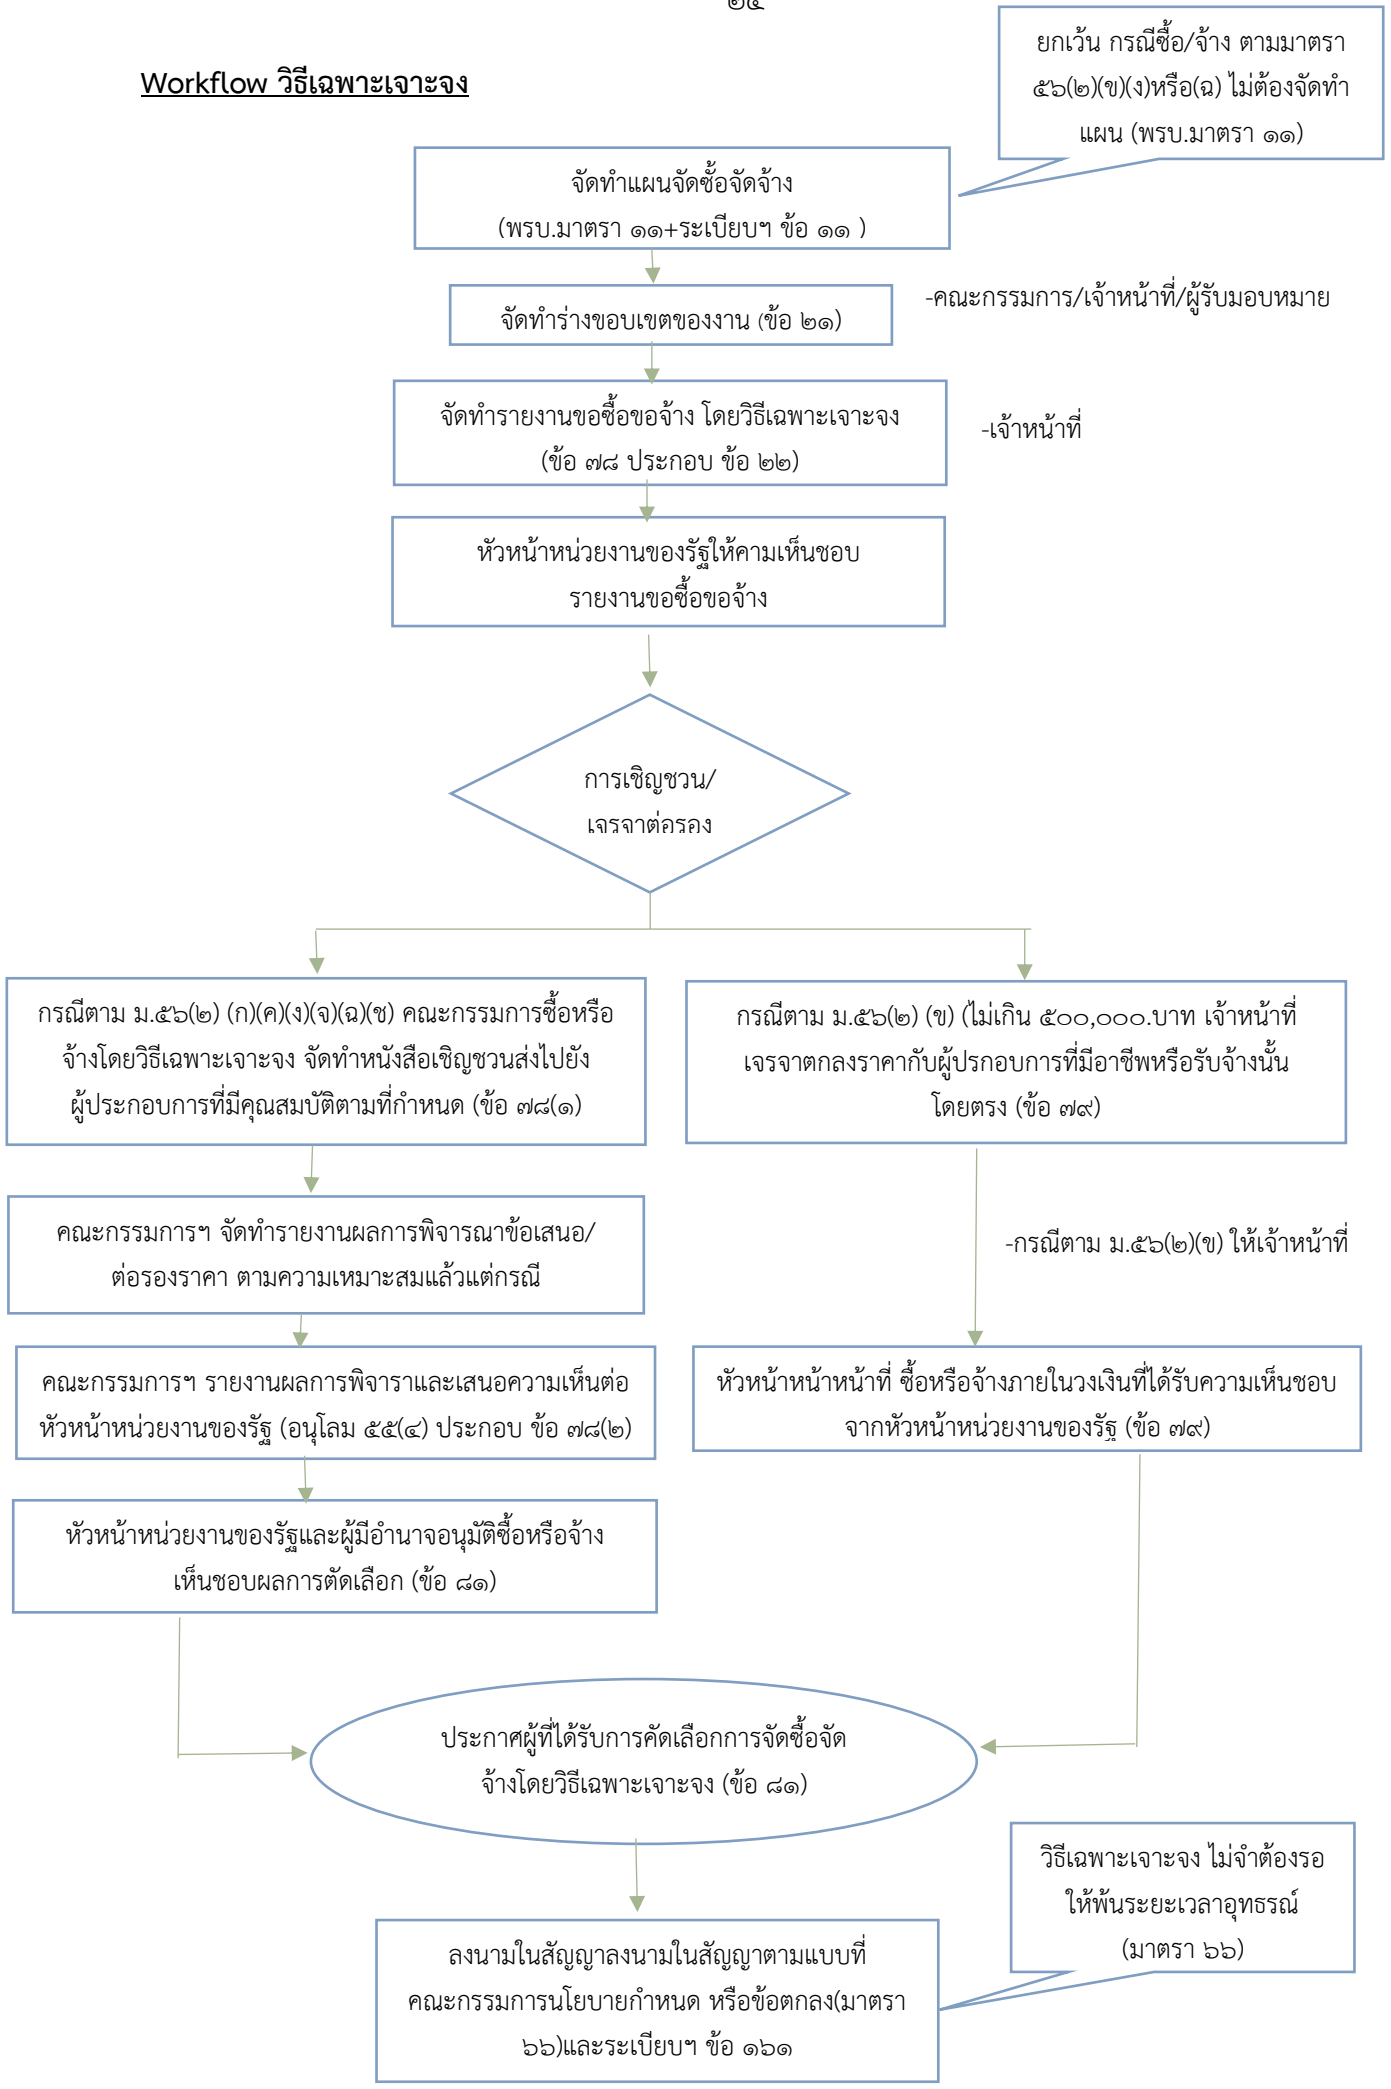 ๒๕
Workflow วิธีเฉพาะเจาะจง
ยกเว้น กรณีซื้อ/จ้าง ตามมาตรา
๕๖(๒)(ข)(ง)หรือ(ฉ) ไม่ต้องจัดทำ
แผน (พรบ.มาตรา ๑๑)
จัดทำแผนจัดซื้อจัดจ้าง
(พรบ.มาตรา ๑๑+ระเบียบฯ ข้อ ๑๑ )
จัดทำร่างขอบเขตของงาน (ข้อ ๒๑)
-คณะกรรมการ/เจ้าหน้าที่/ผู้รับมอบหมาย
จัดทำรายงานขอซื้อขอจ้าง โดยวิธีเฉพาะเจาะจง
(ข้อ ๗๘ ประกอบ ข้อ ๒๒)
-เจ้าหน้าที่
หัวหน้าหน่วยงานของรัฐให้คามเห็นชอบ
รายงานขอซื้อขอจ้าง
การเชิญชวน/
เจรจาต่อรอง
กรณีตาม ม.๕๖(๒) (ก)(ค)(ง)(จ)(ฉ)(ช) คณะกรรมการซื้อหรือ
จ้างโดยวิธีเฉพาะเจาะจง จัดทำหนังสือเชิญชวนส่งไปยัง
ผู้ประกอบการที่มีคุณสมบัติตามที่กำหนด (ข้อ ๗๘(๑)
กรณีตาม ม.๕๖(๒) (ข) (ไม่เกิน ๕๐๐,๐๐๐.บาท เจ้าหน้าที่
เจรจาตกลงราคากับผู้ปรกอบการที่มีอาชีพหรือรับจ้างนั้น
โดยตรง (ข้อ ๗๙)
คณะกรรมการฯ จัดทำรายงานผลการพิจารณาข้อเสนอ/
ต่อรองราคา ตามความเหมาะสมแล้วแต่กรณี
-กรณีตาม ม.๕๖(๒)(ข) ให้เจ้าหน้าที่
คณะกรรมการฯ รายงานผลการพิจาราและเสนอความเห็นต่อ
หัวหน้าหน่วยงานของรัฐ (อนุโลม ๕๕(๔) ประกอบ ข้อ ๗๘(๒)
หัวหน้าหน้าหน้าที่ ซื้อหรือจ้างภายในวงเงินที่ได้รับความเห็นชอบ
จากหัวหน้าหน่วยงานของรัฐ (ข้อ ๗๙)
หัวหน้าหน่วยงานของรัฐและผู้มีอำนาจอนุมัติซื้อหรือจ้าง
เห็นชอบผลการตัดเลือก (ข้อ ๘๑)
ประกาศผู้ที่ได้รับการคัดเลือกการจัดซื้อจัด
จ้างโดยวิธีเฉพาะเจาะจง (ข้อ ๘๑)
วิธีเฉพาะเจาะจง ไม่จำต้องรอ
ให้พ้นระยะเวลาอุทธรณ์
(มาตรา ๖๖)
ลงนามในสัญญาลงนามในสัญญาตามแบบที่
คณะกรรมการนโยบายกำหนด หรือข้อตกลง(มาตรา
๖๖)และระเบียบฯ ข้อ ๑๖๑